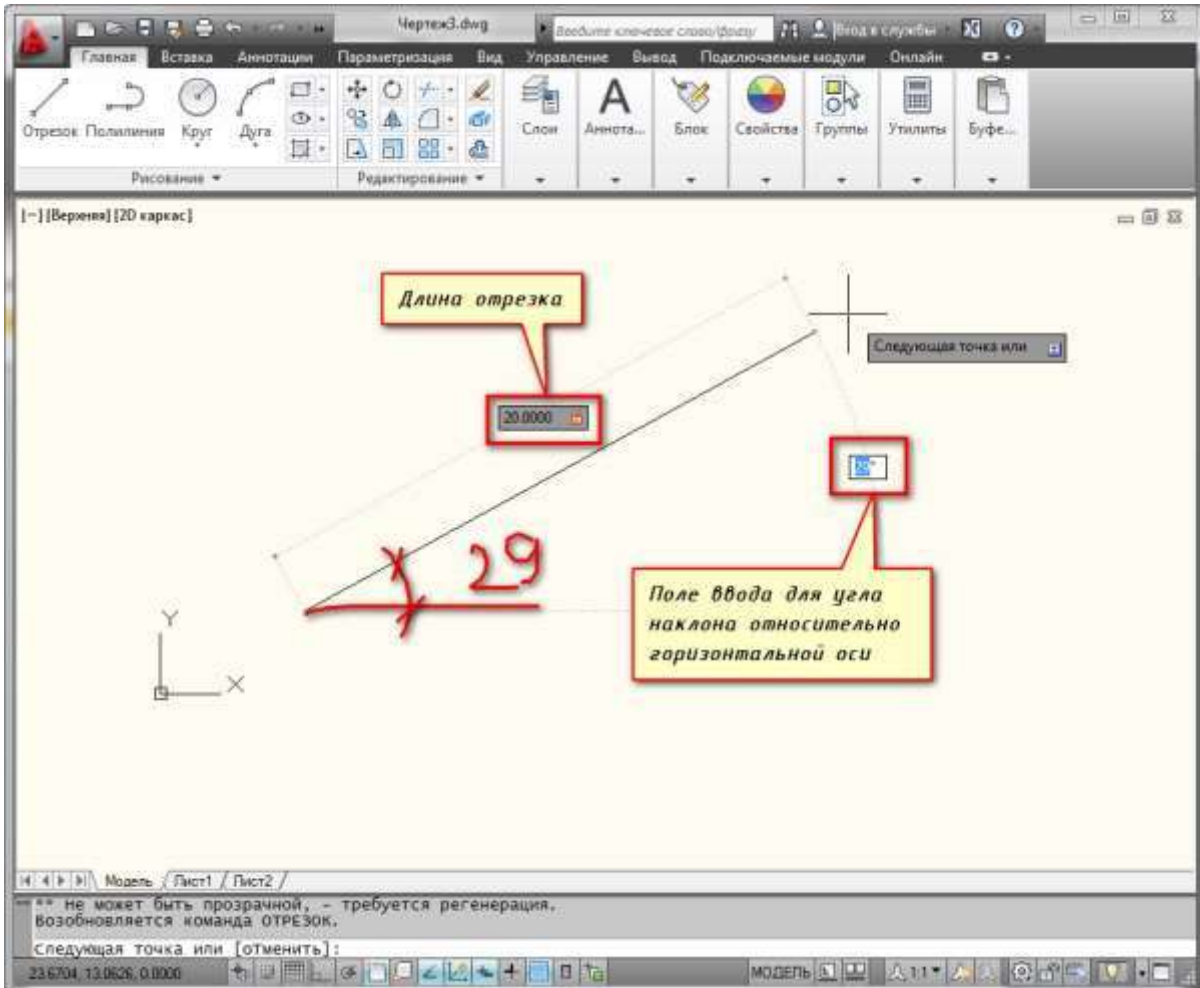 Чертеж3.dwg
Введите ключевое слово/фразу
Вход в службы
Главная Вставка Аннотации Параметризация Вид Управление Вывод Подключаемые модули Онлайн
Отрезок Полилиния Круг Дуга
Слои Аннота... Блок Свойства Группы Утилиты Буфе...
Рисование Редактирование
[−] [Верхняя] [2D каркас]
Длина отрезка
Следующая точка или
20.0000
29°
29
Поле ввода для угла
наклона относительно
горизонтальной оси
Y
X
Модель Лист1 Лист2
** Не может быть прозрачной, - требуется регенерация.
Возобновляется команда ОТРЕЗОК.
Следующая точка или [оТменить]:
23.6704, 13.0626, 0.0000
МОДЕЛЬ
1:1